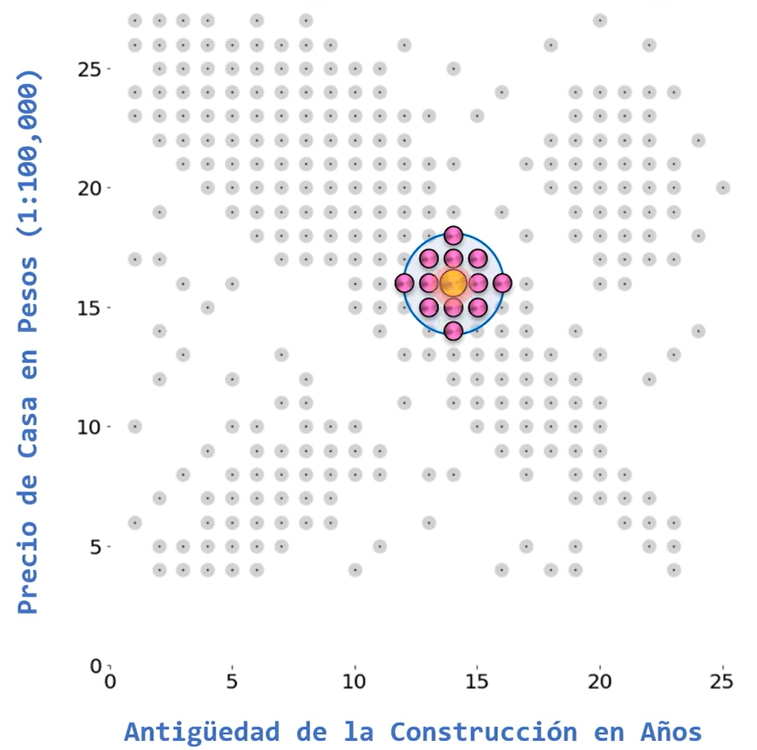 Precio de Casa en Pesos (1:100,000)
25
20
15
10
5
0
0 5 10 15 20 25
Antigüedad de la Construcción en Años